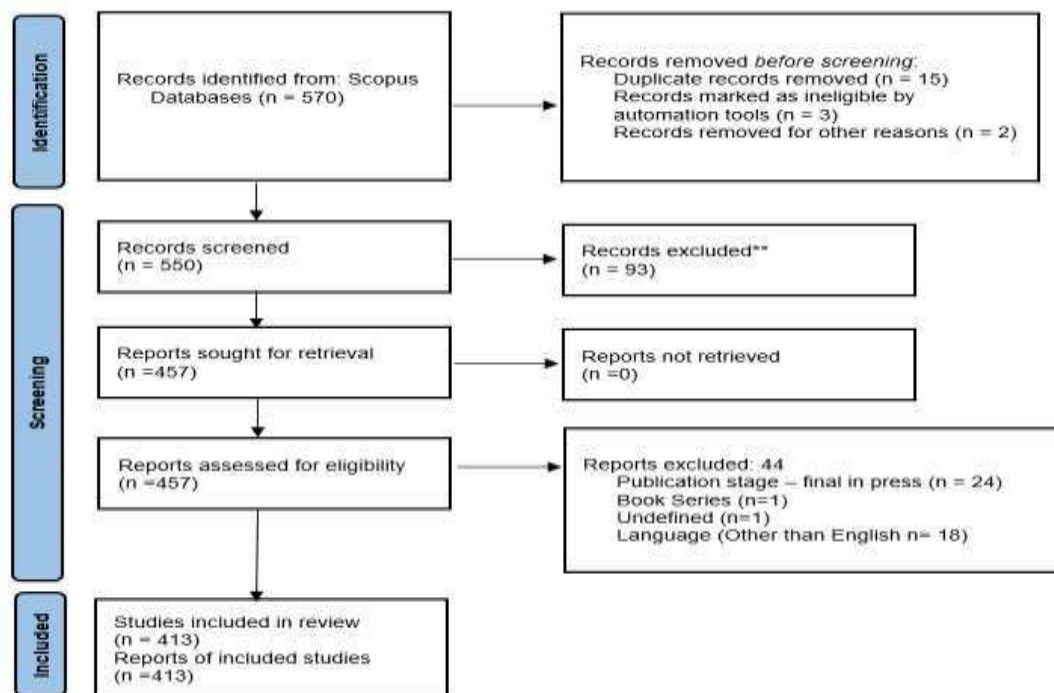 Identification
Records identified from: Scopus
Databases (n = 570)
Records removed before screening:
Duplicate records removed (n = 15)
Records marked as ineligible by
automation tools (n = 3)
Records removed for other reasons (n = 2)
Screening
Records screened
(n = 550)
Records excluded**
(n = 93)
Reports sought for retrieval
(n =457)
Reports not retrieved
(n =0)
Reports assessed for eligibility
(n =457)
Reports excluded: 44
Publication stage – final in press (n = 24)
Book Series (n=1)
Undefined (n=1)
Language (Other than English n= 18)
Included
Studies included in review
(n = 413)
Reports of included studies
(n =413)